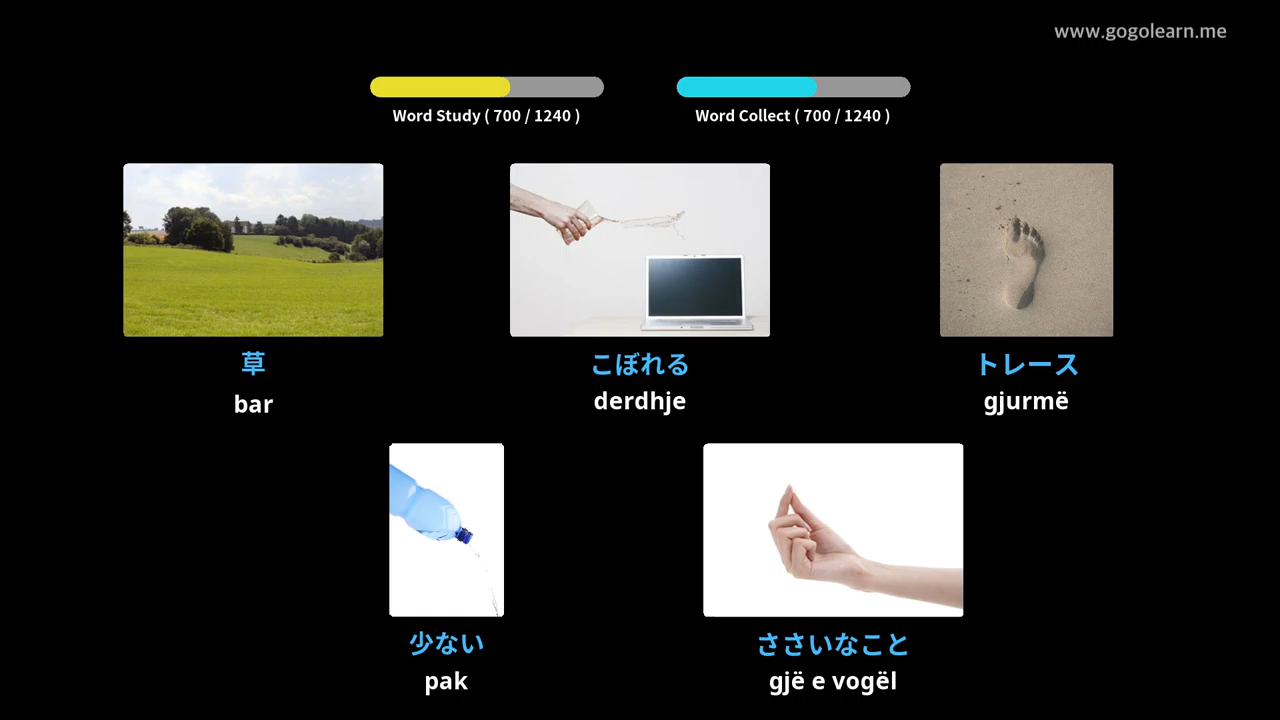 www.gogolearn.me
Word Study ( 700 / 1240 )
Word Collect ( 700 / 1240 )
草
bar
こぼれる
derdhje
トレース
gjurmë
少ない
pak
ささいなこと
gjë e vogël